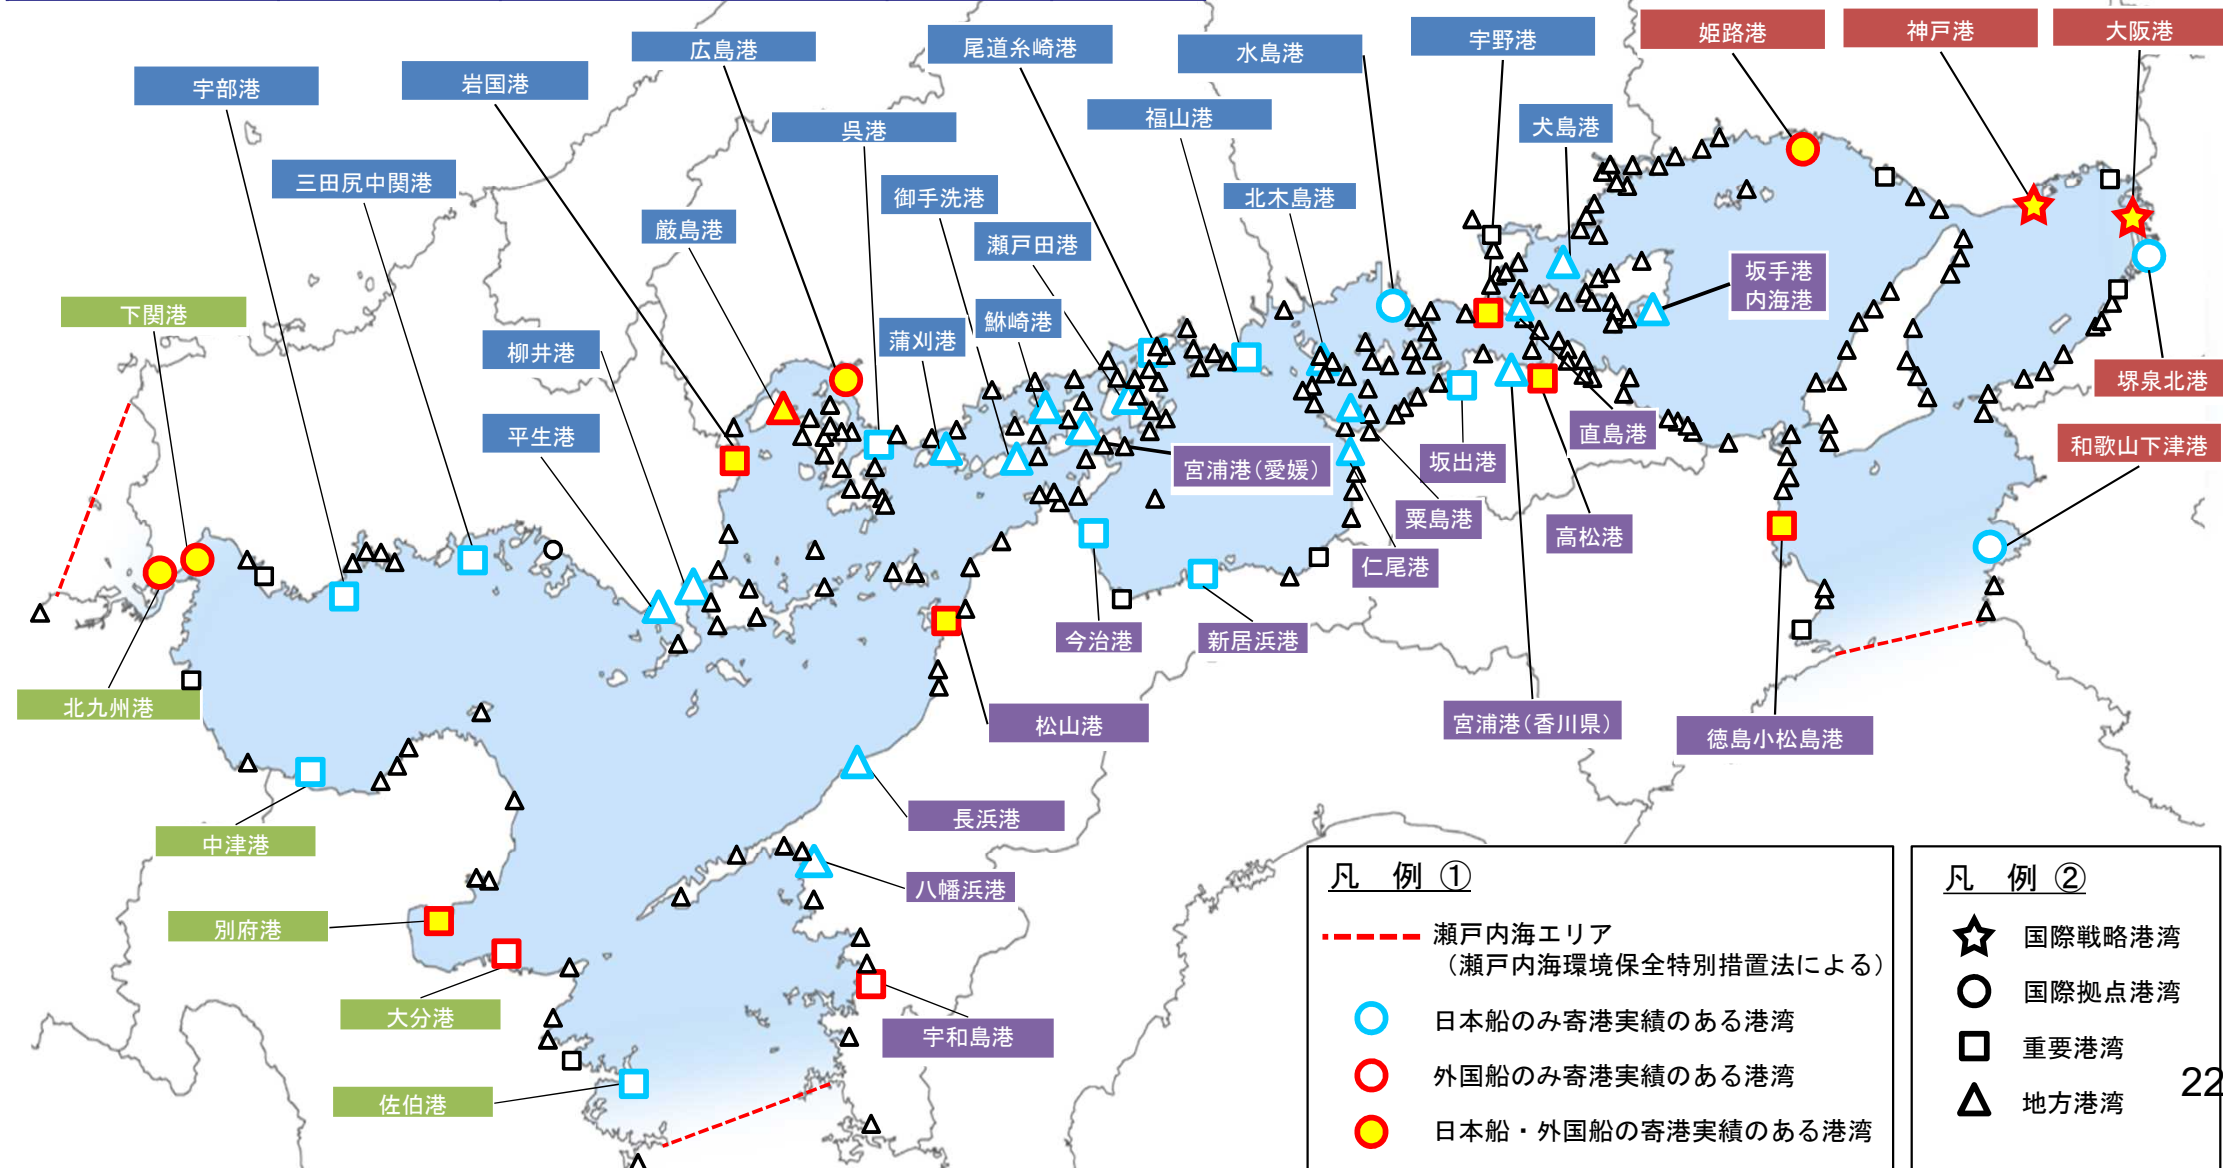 広島港
尾道糸崎港
水島港
宇野港
姫路港
神戸港
大阪港
宇部港
岩国港
呉港
福山港
犬島港
三田尻中関港
御手洗港
北木島港
厳島港
瀬戸田港
坂手港
内海港
下関港
柳井港
蒲刈港
鮴崎港
堺泉北港
平生港
宮浦港（愛媛）
坂出港
直島港
和歌山下津港
粟島港
高松港
仁尾港
今治港
新居浜港
北九州港
松山港
宮浦港（香川県）
徳島小松島港
中津港
長浜港
八幡浜港
別府港
大分港
宇和島港
佐伯港
凡　例 ①
瀬戸内海エリア
（瀬戸内海環境保全特別措置法による）
日本船のみ寄港実績のある港湾
外国船のみ寄港実績のある港湾
日本船・外国船の寄港実績のある港湾
凡　例 ②
国際戦略港湾
国際拠点港湾
重要港湾
地方港湾
22